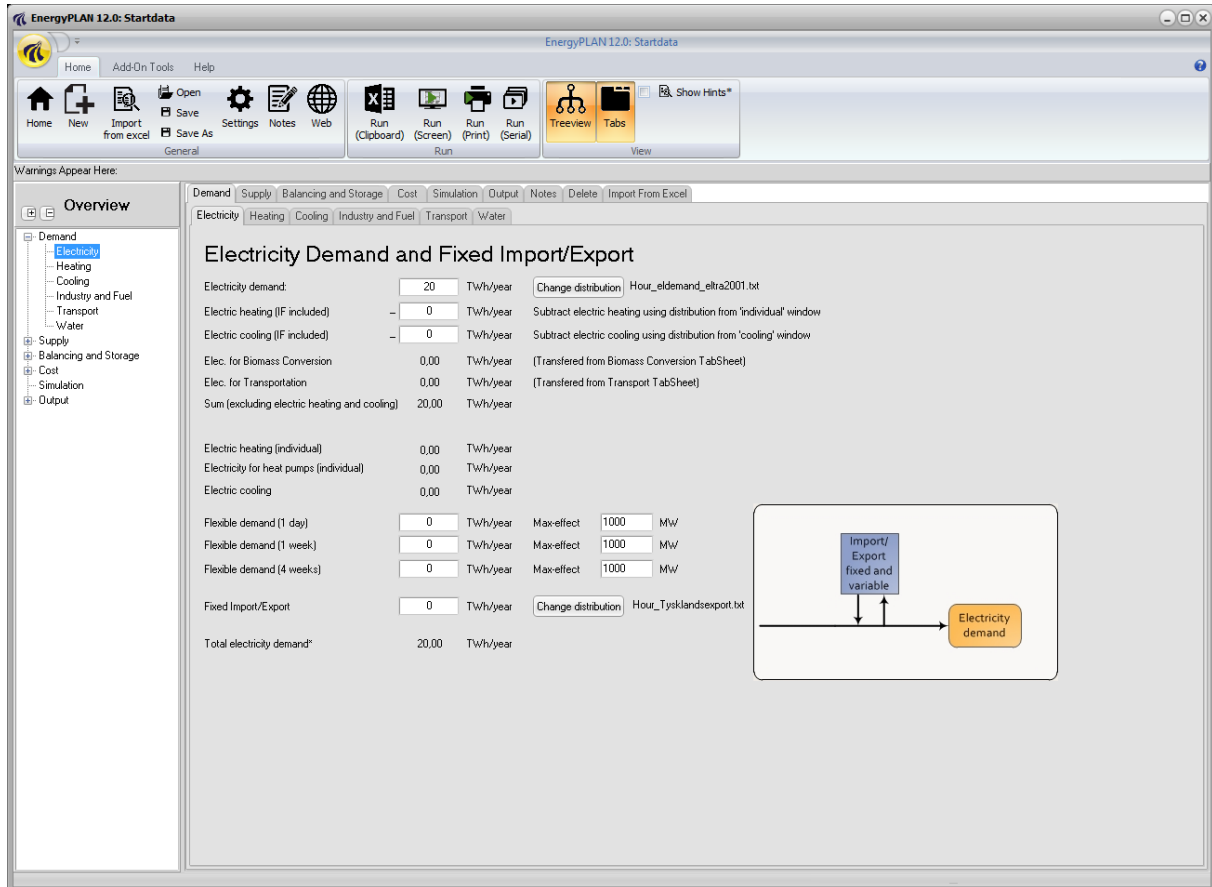 EnergyPLAN 12.0: Startdata
EnergyPLAN 12.0: Startdata
Home Add-On Tools Help
Home
New
Import from excel
Open
Save
Save As
Settings
Notes
Web
General
Run (Clipboard)
Run (Screen)
Run (Print)
Run (Serial)
Run
Treeview
Tabs
Show Hints*
View
Warnings Appear Here:
Overview
Demand
Electricity
Heating
Cooling
Industry and Fuel
Transport
Water
Supply
Balancing and Storage
Cost
Simulation
Output
Demand Supply Balancing and Storage Cost Simulation Output Notes Delete Import From Excel
Electricity Heating Cooling Industry and Fuel Transport Water
Electricity Demand and Fixed Import/Export
Electricity demand: 20 TWh/year Change distribution Hour_eldemand_eltra2001.txt
Electric heating (IF included) – 0 TWh/year Subtract electric heating using distribution from 'individual' window
Electric cooling (IF included) – 0 TWh/year Subtract electric cooling using distribution from 'cooling' window
Elec. for Biomass Conversion 0,00 TWh/year (Transfered from Biomass Conversion TabSheet)
Elec. for Transportation 0,00 TWh/year (Transfered from Transport TabSheet)
Sum (excluding electric heating and cooling) 20,00 TWh/year
Electric heating (individual) 0,00 TWh/year
Electricity for heat pumps (individual) 0,00 TWh/year
Electric cooling 0,00 TWh/year
Flexible demand (1 day) 0 TWh/year Max-effect 1000 MW
Flexible demand (1 week) 0 TWh/year Max-effect 1000 MW
Flexible demand (4 weeks) 0 TWh/year Max-effect 1000 MW
Fixed Import/Export 0 TWh/year Change distribution Hour_Tysklandsexport.txt
Total electricity demand* 20,00 TWh/year
Import/
Export
fixed and
variable
Electricity
demand